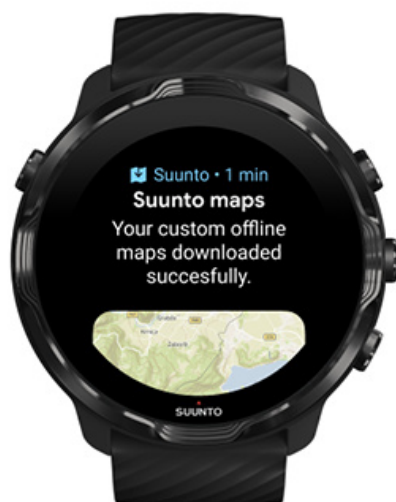 Suunto • 1 min
Suunto maps
Your custom offline
maps downloaded
succesfully.
SUUNTO